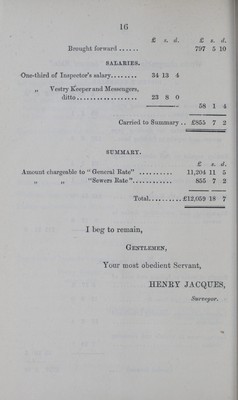 16
£ s. d. £ s. d.
Brought forward ...... 797 5 10
SALARIES.
One-third of Inspector's salary........ 34 13 4
„ Vestry Keeper and Messengers,
ditto .................. 23 8 0
58 1 4
Carried to Summary .. £855 7 2
SUMMARY.
£ s. d.
Amount chargeable to "General Rate" .......... 11,204 11 5
„ „ "Sewers Rate" ............ 855 7 2
Total.......... £12,059 18 7
I beg to remain,
GENTLEMEN,
Your most obedient Servant,
HENRY JACQUES,
Surveyor.